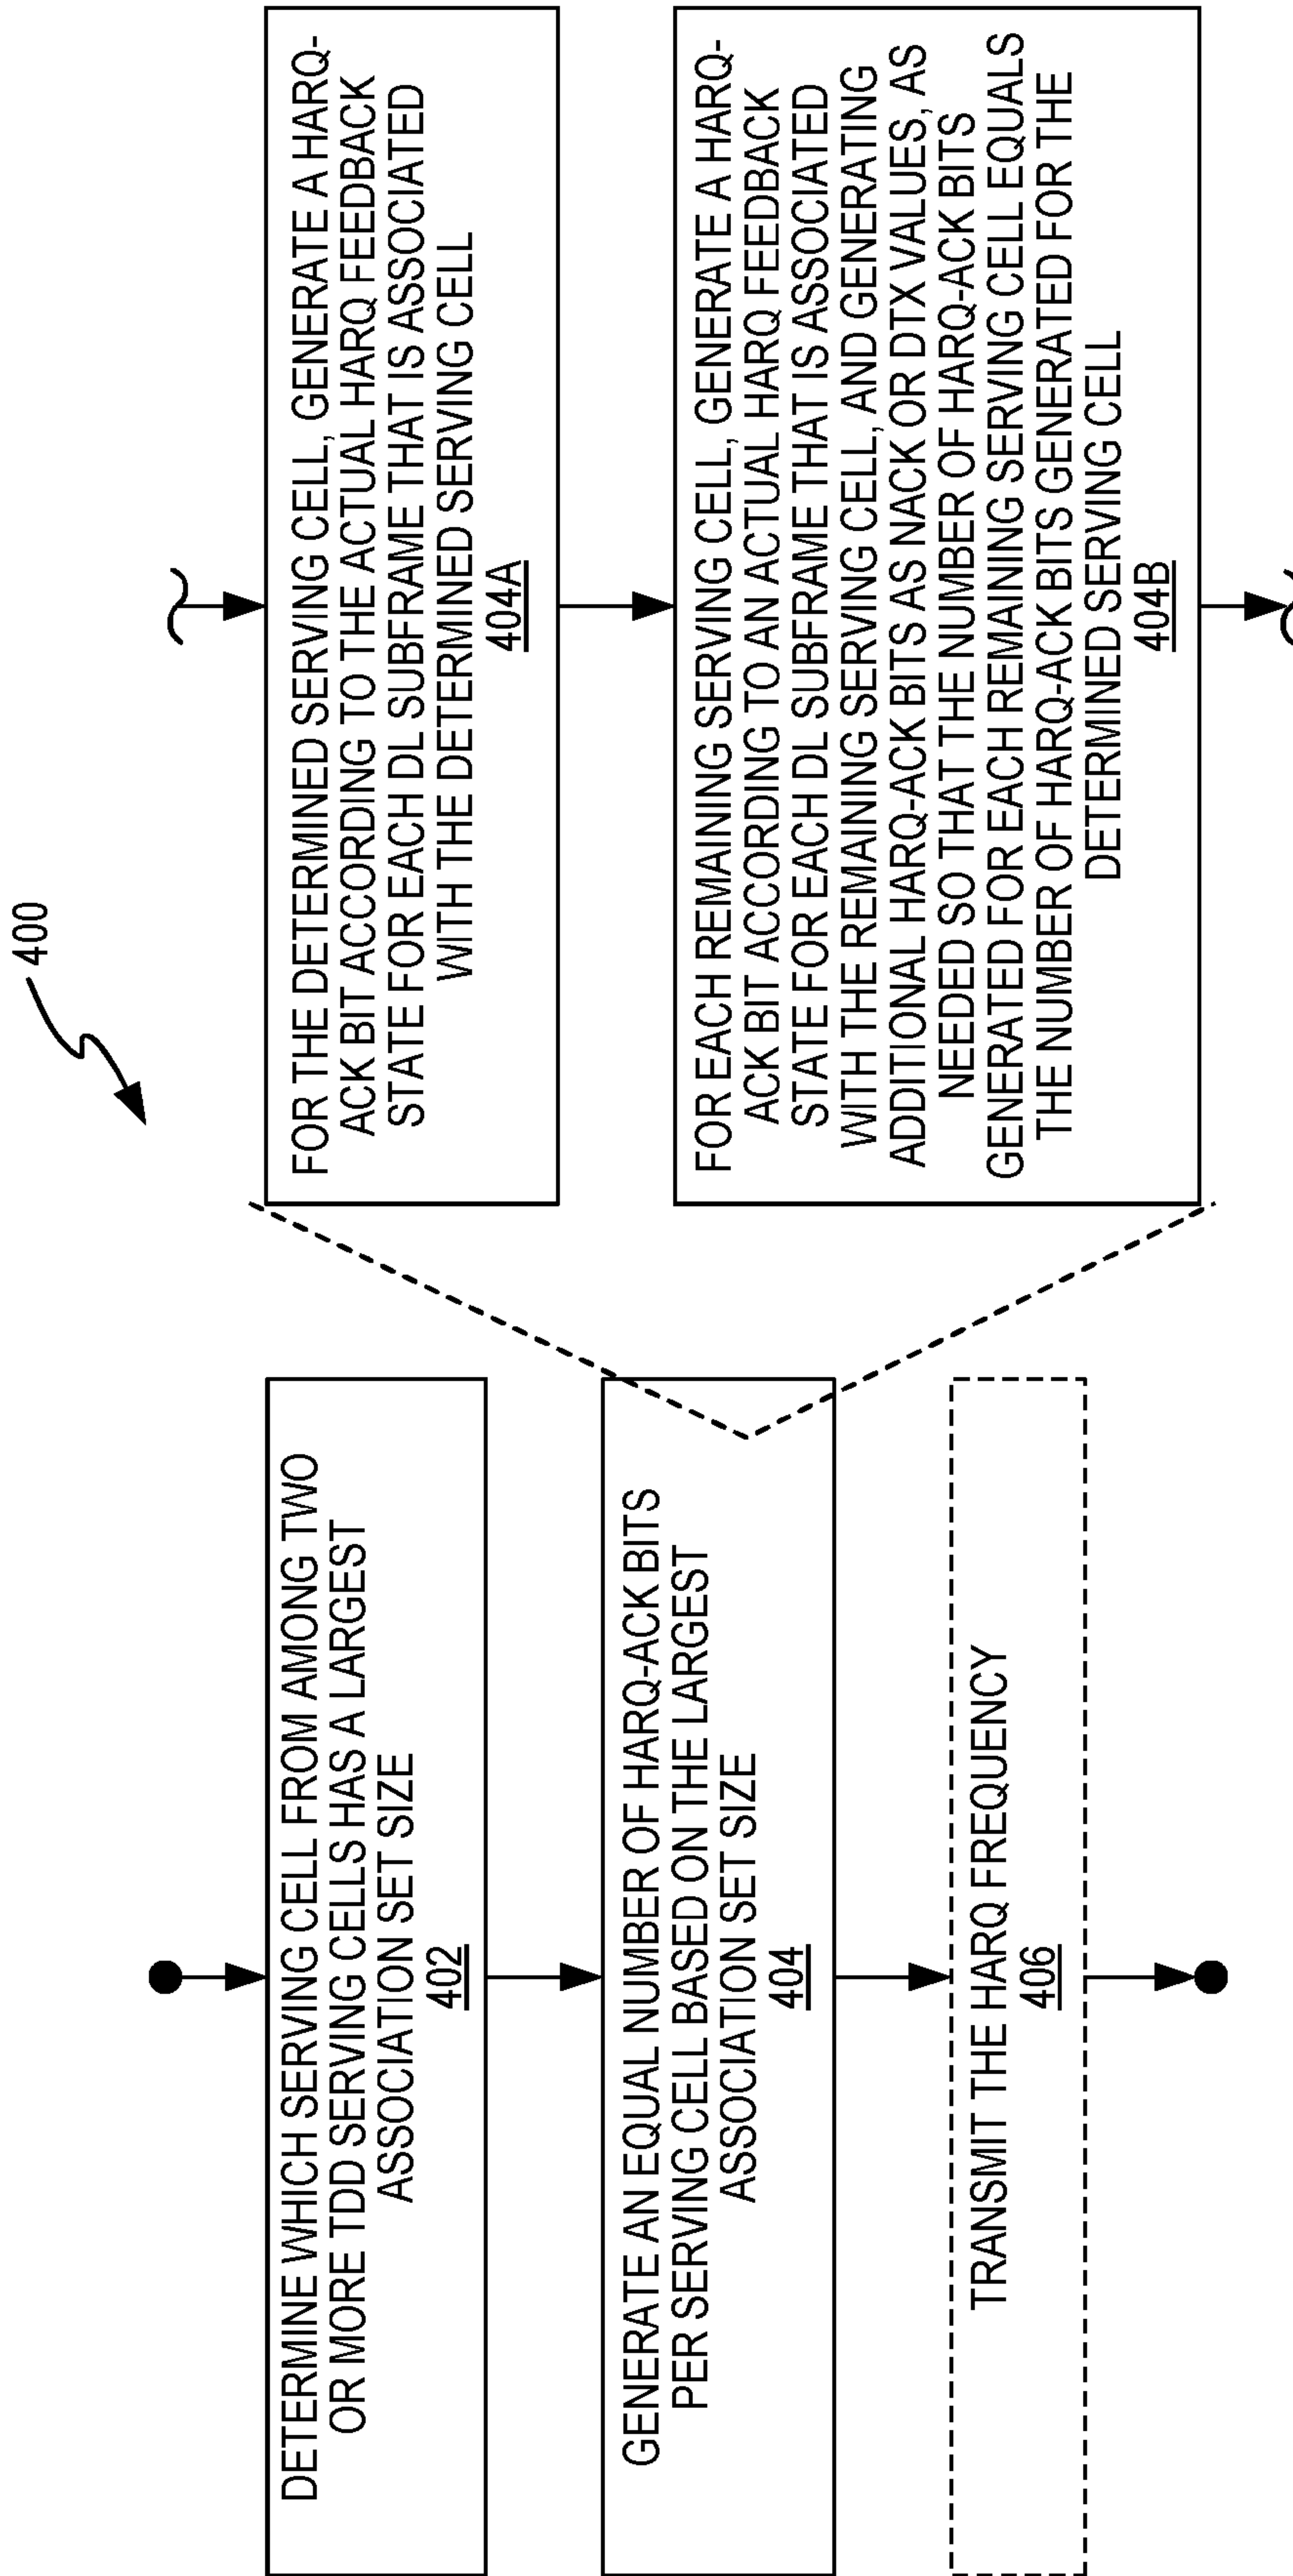 400
DETERMINE WHICH SERVING CELL FROM AMONG TWO
OR MORE TDD SERVING CELLS HAS A LARGEST
ASSOCIATION SET SIZE
402
GENERATE AN EQUAL NUMBER OF HARQ-ACK BITS
PER SERVING CELL BASED ON THE LARGEST
ASSOCIATION SET SIZE
404
TRANSMIT THE HARQ FREQUENCY
406
FOR THE DETERMINED SERVING CELL, GENERATE A HARQ-
ACK BIT ACCORDING TO THE ACTUAL HARQ FEEDBACK
STATE FOR EACH DL SUBFRAME THAT IS ASSOCIATED
WITH THE DETERMINED SERVING CELL
404A
FOR EACH REMAINING SERVING CELL, GENERATE A HARQ-
ACK BIT ACCORDING TO AN ACTUAL HARQ FEEDBACK
STATE FOR EACH DL SUBFRAME THAT IS ASSOCIATED
WITH THE REMAINING SERVING CELL, AND GENERATING
ADDITIONAL HARQ-ACK BITS AS NACK OR DTX VALUES, AS
NEEDED SO THAT THE NUMBER OF HARQ-ACK BITS
GENERATED FOR EACH REMAINING SERVING CELL EQUALS
THE NUMBER OF HARQ-ACK BITS GENERATED FOR THE
DETERMINED SERVING CELL
404B